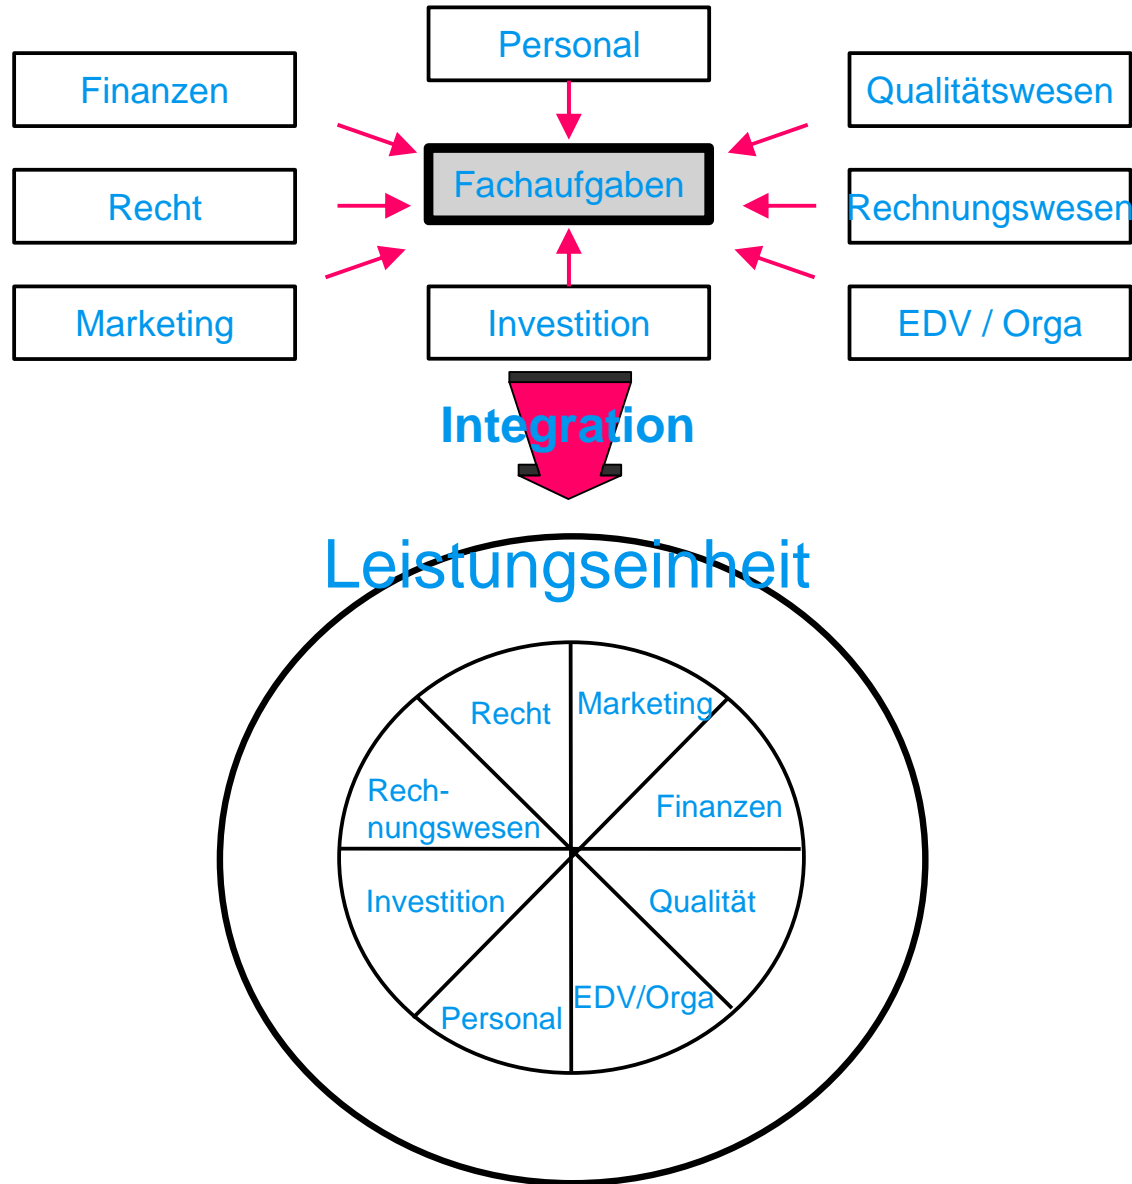 Personal
Finanzen
Qualitätswesen
Fachaufgaben
Recht
Rechnungswesen
Marketing
Investition
EDV / Orga
Integration
Leistungseinheit
Recht
Marketing
Rech-
nungswesen
Finanzen
Investition
Qualität
Personal
EDV/Orga